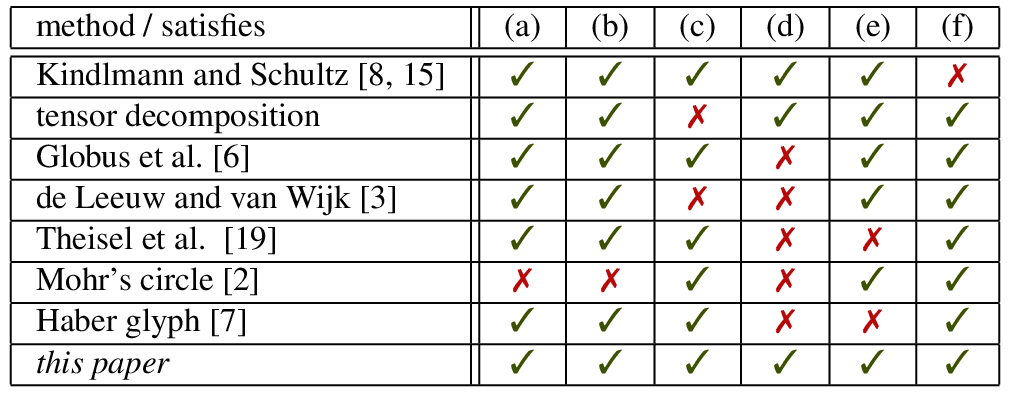 method / satisfies (a) (b) (c) (d) (e) (f)
Kindlmann and Schultz [8, 15] ✓ ✓ ✓ ✓ ✓ ✗
tensor decomposition ✓ ✓ ✗ ✓ ✓ ✓
Globus et al. [6] ✓ ✓ ✓ ✗ ✓ ✓
de Leeuw and van Wijk [3] ✓ ✓ ✗ ✗ ✓ ✓
Theisel et al. [19] ✓ ✓ ✓ ✗ ✗ ✓
Mohr's circle [2] ✗ ✗ ✓ ✗ ✓ ✓
Haber glyph [7] ✓ ✓ ✓ ✗ ✗ ✓
this paper ✓ ✓ ✓ ✓ ✓ ✓